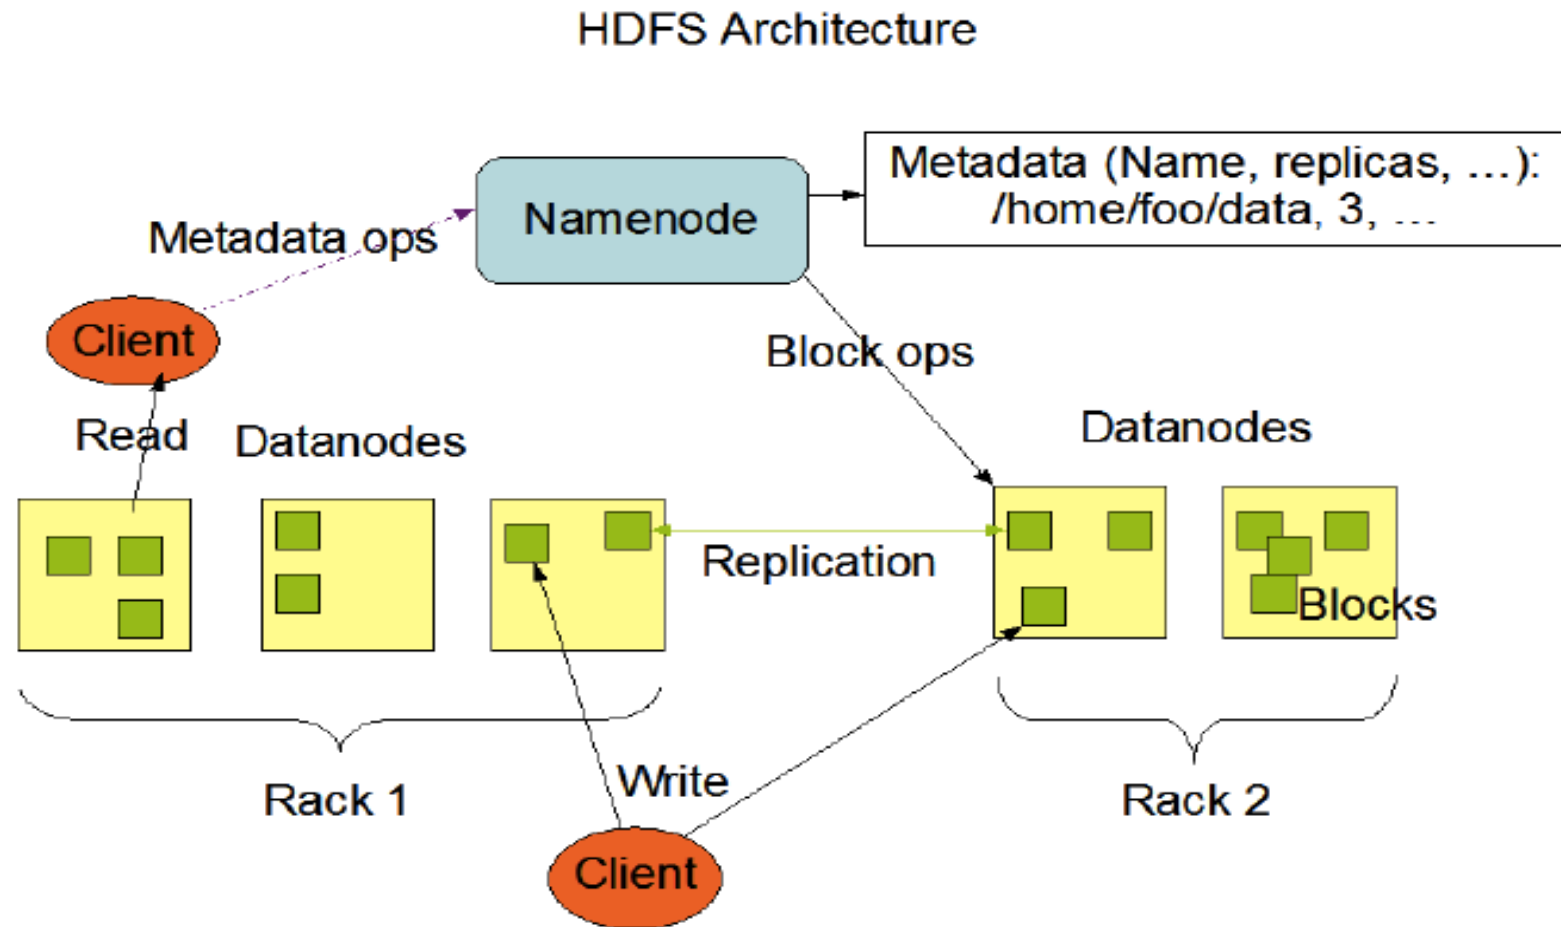 HDFS Architecture
Metadata (Name, replicas, ...):
/home/foo/data, 3, ...
Namenode
Metadata ops
Client
Block ops
Read
Datanodes
Datanodes
Replication
Blocks
Rack 1
Write
Rack 2
Client